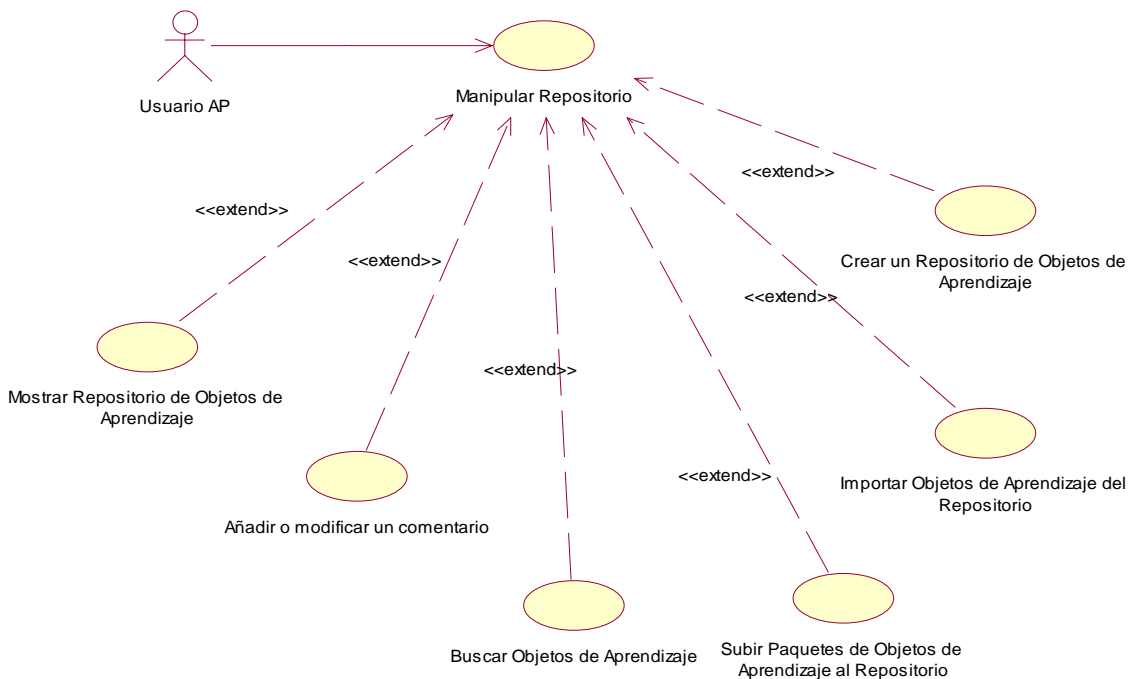 Usuario AP
Manipular Repositorio
<<extend>>
<<extend>>
<<extend>>
Crear un Repositorio de Objetos de
Aprendizaje
<<extend>>
<<extend>>
Mostrar Repositorio de Objetos de
Aprendizaje
<<extend>>
Importar Objetos de Aprendizaje del
Repositorio
Añadir o modificar un comentario
Buscar Objetos de Aprendizaje
Subir Paquetes de Objetos de
Aprendizaje al Repositorio